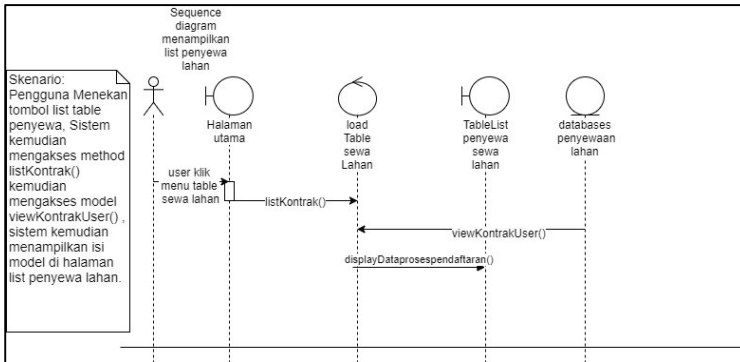 Sequence
diagram
menampilkan
list penyewa
lahan
Skenario:
Pengguna Menekan
tombol list table
penyewa, Sistem
kemudian
mengakses method
listKontrak()
kemudian
mengakses model
viewKontrakUser() ,
sistem kemudian
menampilkan isi
model di halaman
list penyewa lahan.
Halaman
utama
load
Table
sewa
Lahan
TableList
penyewa
sewa
lahan
databases
penyewaan
lahan
user klik
menu table
sewa lahan
listKontrak()
viewKontrakUser()
displayDataprosespendaftaran()